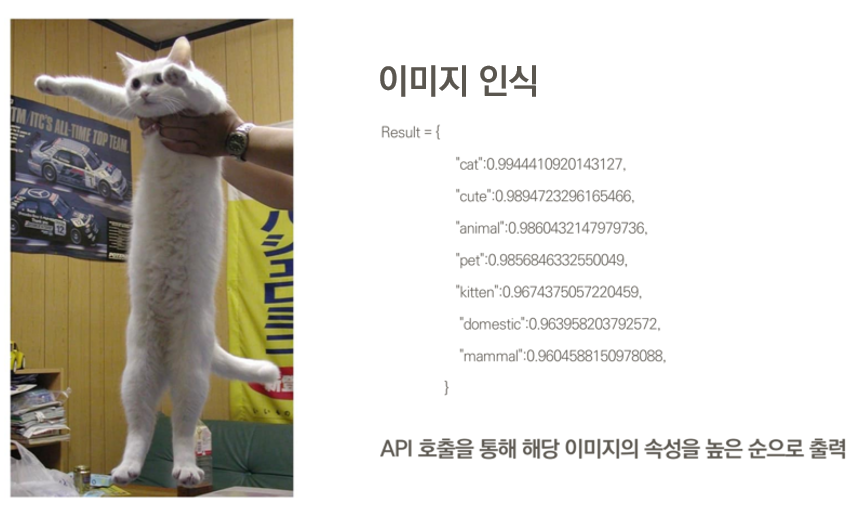 TM ITC'S ALL-TIME TOP TEAM.
12
이미지 인식
Result = {
"cat":0.9944410920143127,
"cute":0.9894723296165466,
"animal":0.9860432147979736,
"pet":0.9856846332550049,
"kitten":0.9674375057220459,
"domestic":0.963958203792572,
"mammal":0.9604588150978088,
}
API 호출을 통해 해당 이미지의 속성을 높은 순으로 출력